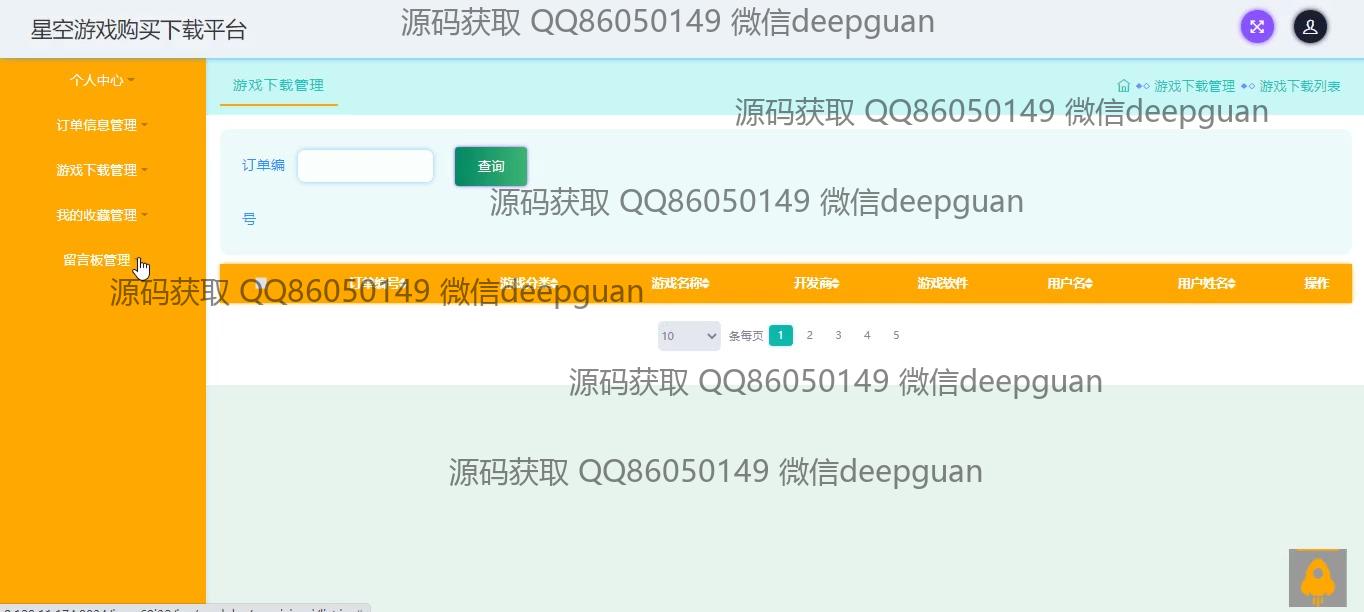 星空游戏购买下载平台
源码获取 QQ86050149 微信deepguan
个人中心
订单信息管理
游戏下载管理
我的收藏管理
留言板管理
游戏下载管理
游戏下载管理 游戏下载列表
源码获取 QQ86050149 微信deepguan
订单编号
查询
源码获取 QQ86050149 微信deepguan
订单编号 游戏分类 游戏名称 开发商 游戏软件 用户名 用户姓名 操作
源码获取 QQ86050149 微信deepguan
10 条每页 1 2 3 4 5
源码获取 QQ86050149 微信deepguan
源码获取 QQ86050149 微信deepguan